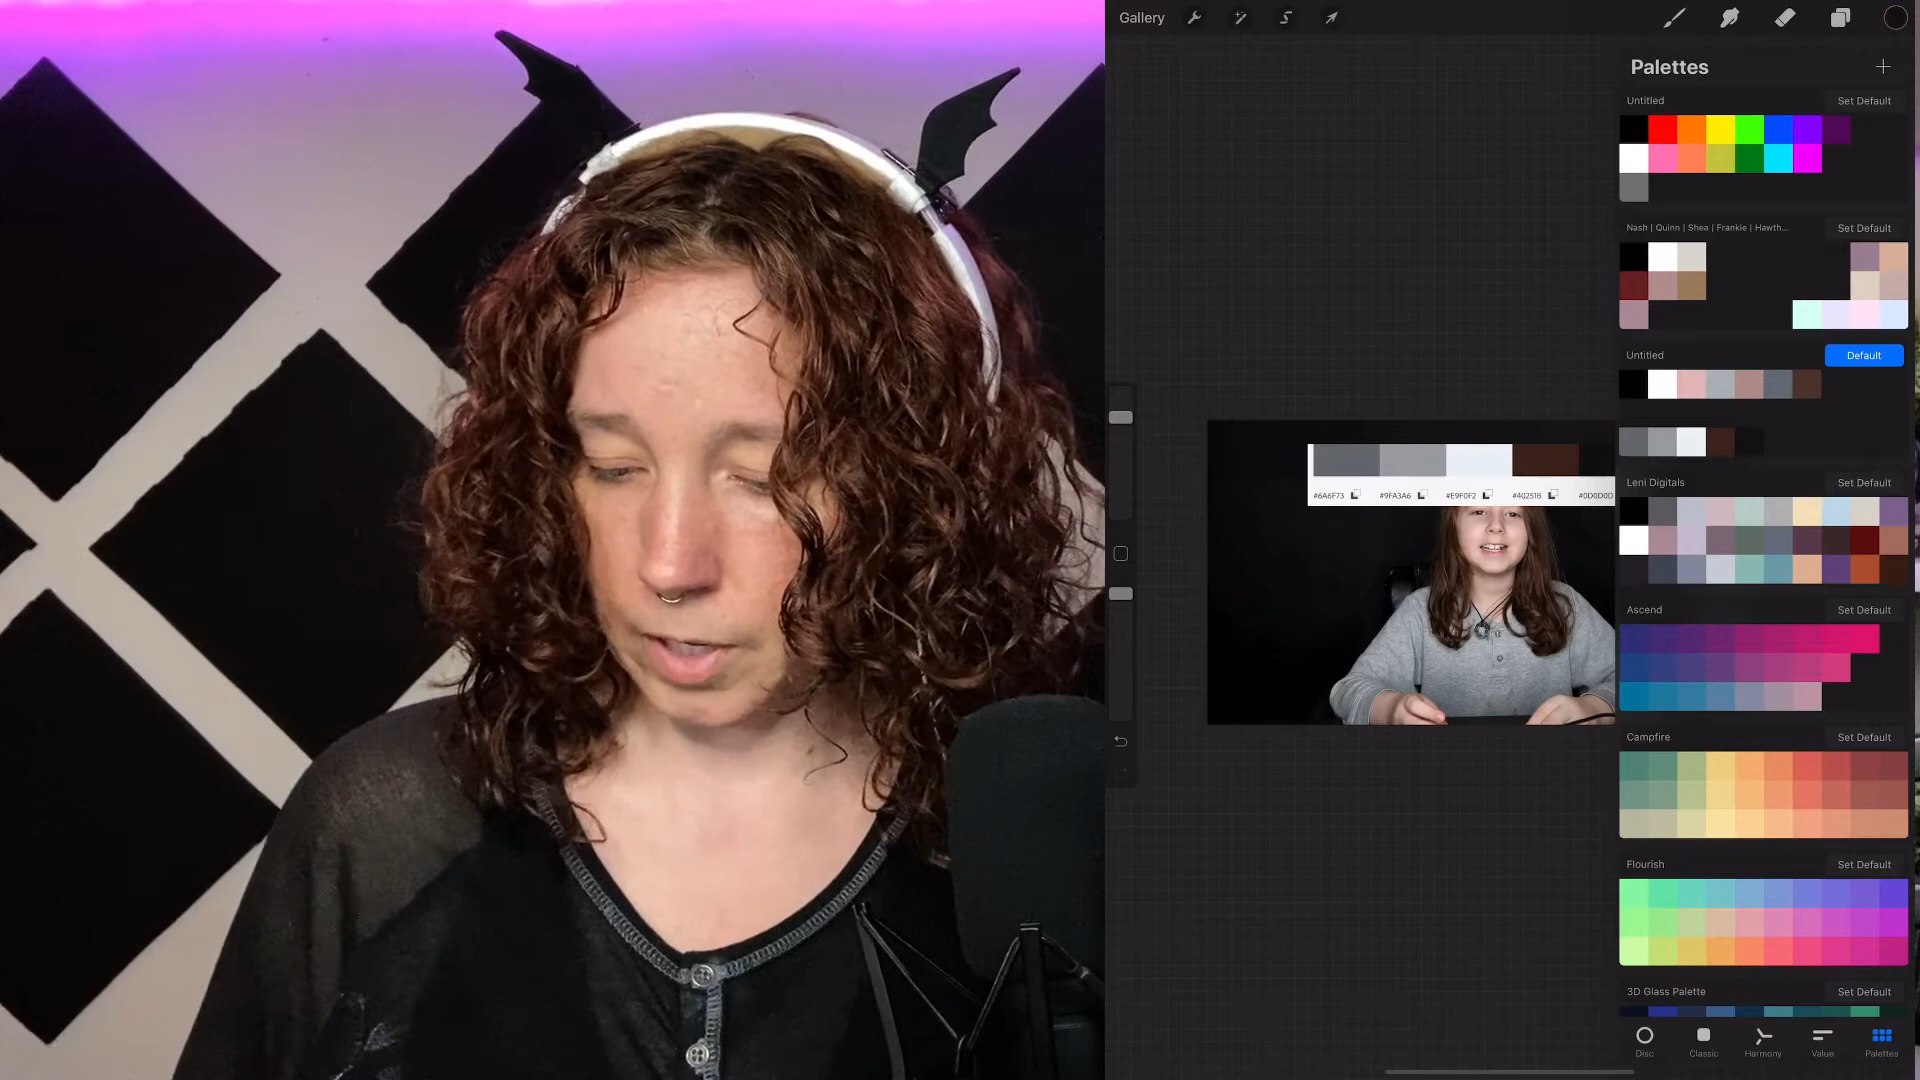 Gallery
Palettes
Untitled Set Default
Nash | Quinn | Shea | Frankie | Hawth... Set Default
Untitled Default
#6A6F73 #9FA3A6 #E9F0F2 #40251B #0D0D0D
Leni Digitals Set Default
Ascend Set Default
Campfire Set Default
Flourish Set Default
3D Glass Palette Set Default
Disc Classic Harmony Value Palettes